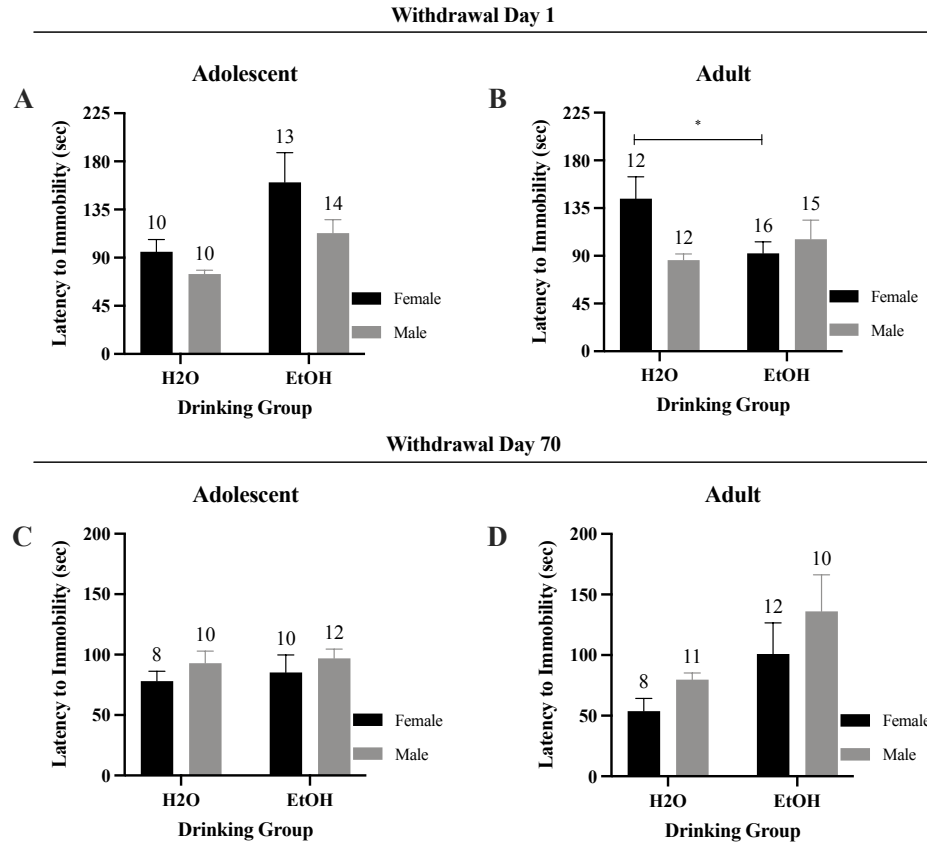 Withdrawal Day 1
Adolescent
A
Latency to Immobility (sec)
225
180
135
90
45
0
10
10
13
14
Female
Male
H2O
EtOH
Drinking Group
Adult
B
Latency to Immobility (sec)
225
180
135
90
45
0
*
12
12
16
15
Female
Male
H2O
EtOH
Drinking Group
Withdrawal Day 70
Adolescent
C
Latency to Immobility (sec)
200
150
100
50
0
8
10
10
12
Female
Male
H2O
EtOH
Drinking Group
Adult
D
Latency to Immobility (sec)
200
150
100
50
0
8
11
12
10
Female
Male
H2O
EtOH
Drinking Group